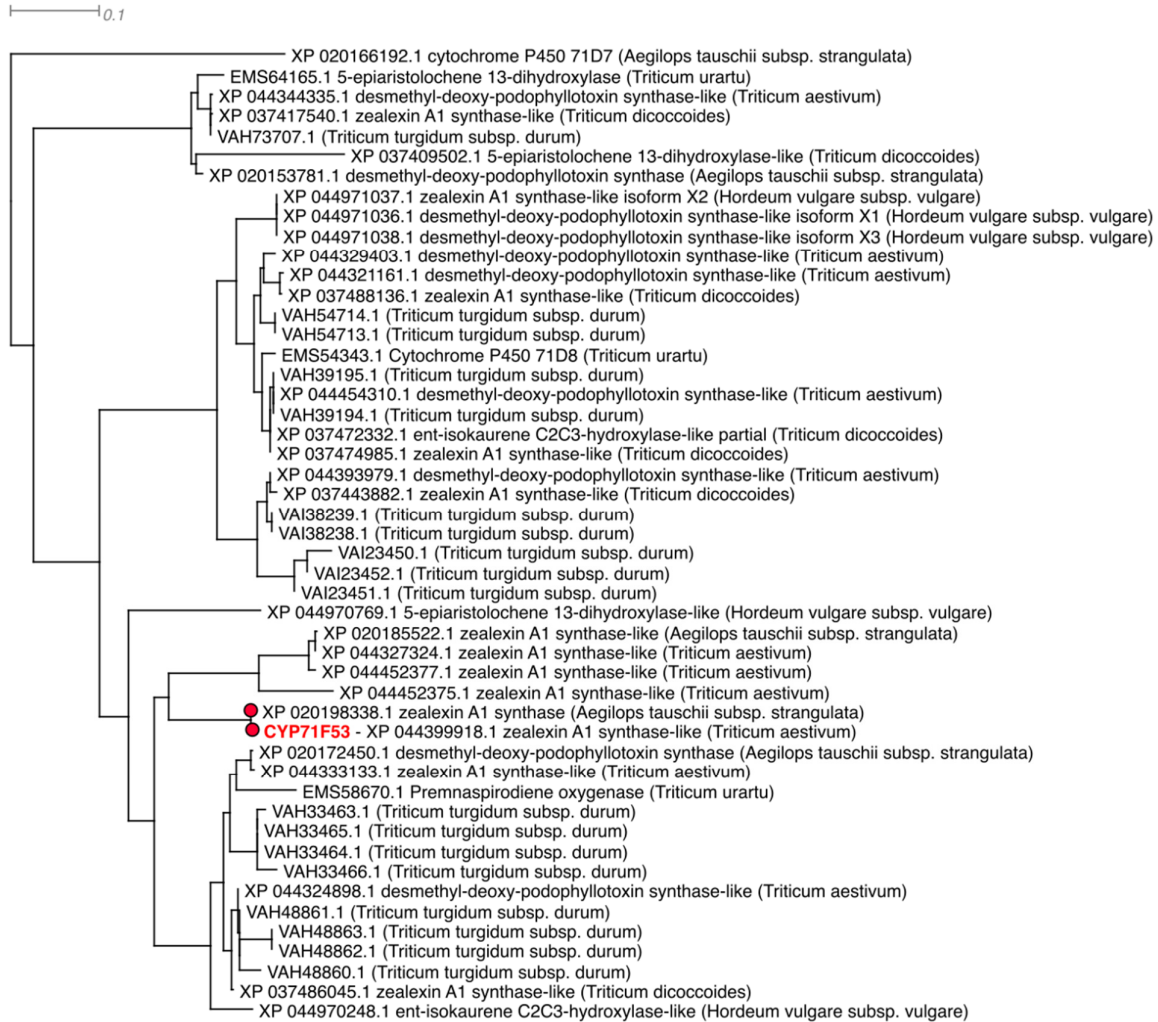 0.1
XP 020166192.1 cytochrome P450 71D7 (Aegilops tauschii subsp. strangulata)
EMS64165.1 5-epiaristolochene 13-dihydroxylase (Triticum urartu)
XP 044344335.1 desmethyl-deoxy-podophyllotoxin synthase-like (Triticum aestivum)
XP 037417540.1 zealexin A1 synthase-like (Triticum dicoccoides)
VAH73707.1 (Triticum turgidum subsp. durum)
XP 037409502.1 5-epiaristolochene 13-dihydroxylase-like (Triticum dicoccoides)
XP 020153781.1 desmethyl-deoxy-podophyllotoxin synthase (Aegilops tauschii subsp. strangulata)
XP 044971037.1 zealexin A1 synthase-like isoform X2 (Hordeum vulgare subsp. vulgare)
XP 044971036.1 desmethyl-deoxy-podophyllotoxin synthase-like isoform X1 (Hordeum vulgare subsp. vulgare)
XP 044971038.1 desmethyl-deoxy-podophyllotoxin synthase-like isoform X3 (Hordeum vulgare subsp. vulgare)
XP 044329403.1 desmethyl-deoxy-podophyllotoxin synthase-like (Triticum aestivum)
XP 044321161.1 desmethyl-deoxy-podophyllotoxin synthase-like (Triticum aestivum)
XP 037488136.1 zealexin A1 synthase-like (Triticum dicoccoides)
VAH54714.1 (Triticum turgidum subsp. durum)
VAH54713.1 (Triticum turgidum subsp. durum)
EMS54343.1 Cytochrome P450 71D8 (Triticum urartu)
VAH39195.1 (Triticum turgidum subsp. durum)
XP 044454310.1 desmethyl-deoxy-podophyllotoxin synthase-like (Triticum aestivum)
VAH39194.1 (Triticum turgidum subsp. durum)
XP 037472332.1 ent-isokaurene C2C3-hydroxylase-like partial (Triticum dicoccoides)
XP 037474985.1 zealexin A1 synthase-like (Triticum dicoccoides)
XP 044393979.1 desmethyl-deoxy-podophyllotoxin synthase-like (Triticum aestivum)
XP 037443882.1 zealexin A1 synthase-like (Triticum dicoccoides)
VAI38239.1 (Triticum turgidum subsp. durum)
VAI38238.1 (Triticum turgidum subsp. durum)
VAI23450.1 (Triticum turgidum subsp. durum)
VAI23452.1 (Triticum turgidum subsp. durum)
VAI23451.1 (Triticum turgidum subsp. durum)
XP 044970769.1 5-epiaristolochene 13-dihydroxylase-like (Hordeum vulgare subsp. vulgare)
XP 020185522.1 zealexin A1 synthase-like (Aegilops tauschii subsp. strangulata)
XP 044327324.1 zealexin A1 synthase-like (Triticum aestivum)
XP 044452377.1 zealexin A1 synthase-like (Triticum aestivum)
XP 044452375.1 zealexin A1 synthase-like (Triticum aestivum)
XP 020198338.1 zealexin A1 synthase (Aegilops tauschii subsp. strangulata)
CYP71F53 - XP 044399918.1 zealexin A1 synthase-like (Triticum aestivum)
XP 020172450.1 desmethyl-deoxy-podophyllotoxin synthase (Aegilops tauschii subsp. strangulata)
XP 044333133.1 zealexin A1 synthase-like (Triticum aestivum)
EMS58670.1 Premnaspirodiene oxygenase (Triticum urartu)
VAH33463.1 (Triticum turgidum subsp. durum)
VAH33465.1 (Triticum turgidum subsp. durum)
VAH33464.1 (Triticum turgidum subsp. durum)
VAH33466.1 (Triticum turgidum subsp. durum)
XP 044324898.1 desmethyl-deoxy-podophyllotoxin synthase-like (Triticum aestivum)
VAH48861.1 (Triticum turgidum subsp. durum)
VAH48863.1 (Triticum turgidum subsp. durum)
VAH48862.1 (Triticum turgidum subsp. durum)
VAH48860.1 (Triticum turgidum subsp. durum)
XP 037486045.1 zealexin A1 synthase-like (Triticum dicoccoides)
XP 044970248.1 ent-isokaurene C2C3-hydroxylase-like (Hordeum vulgare subsp. vulgare)